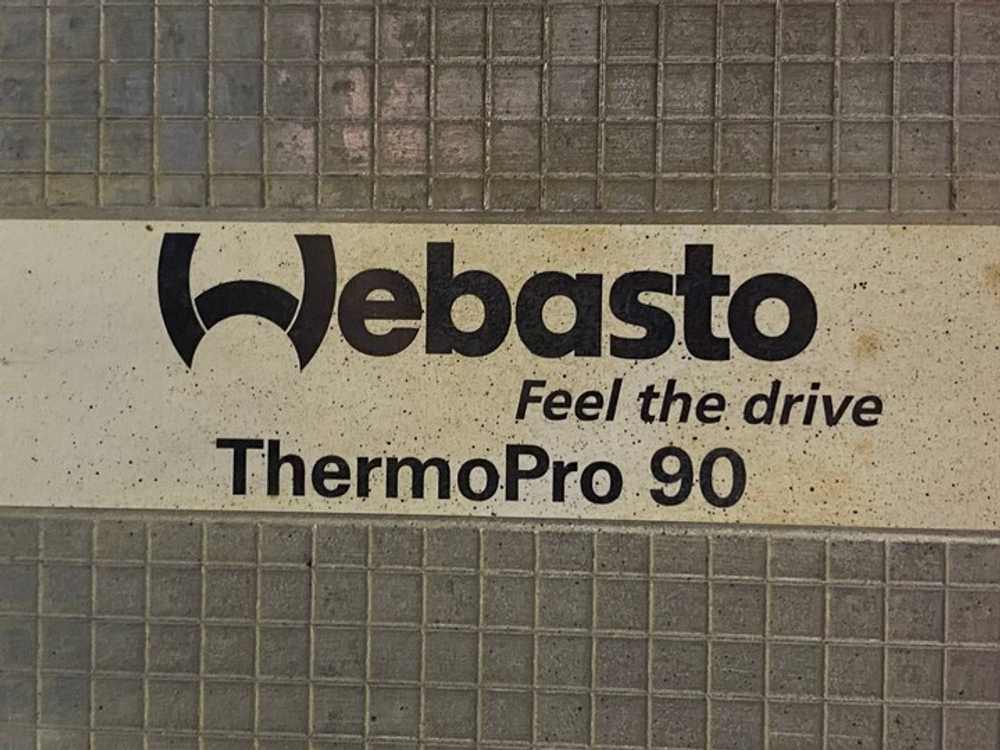 Webasto
Feel the drive
ThermoPro 90